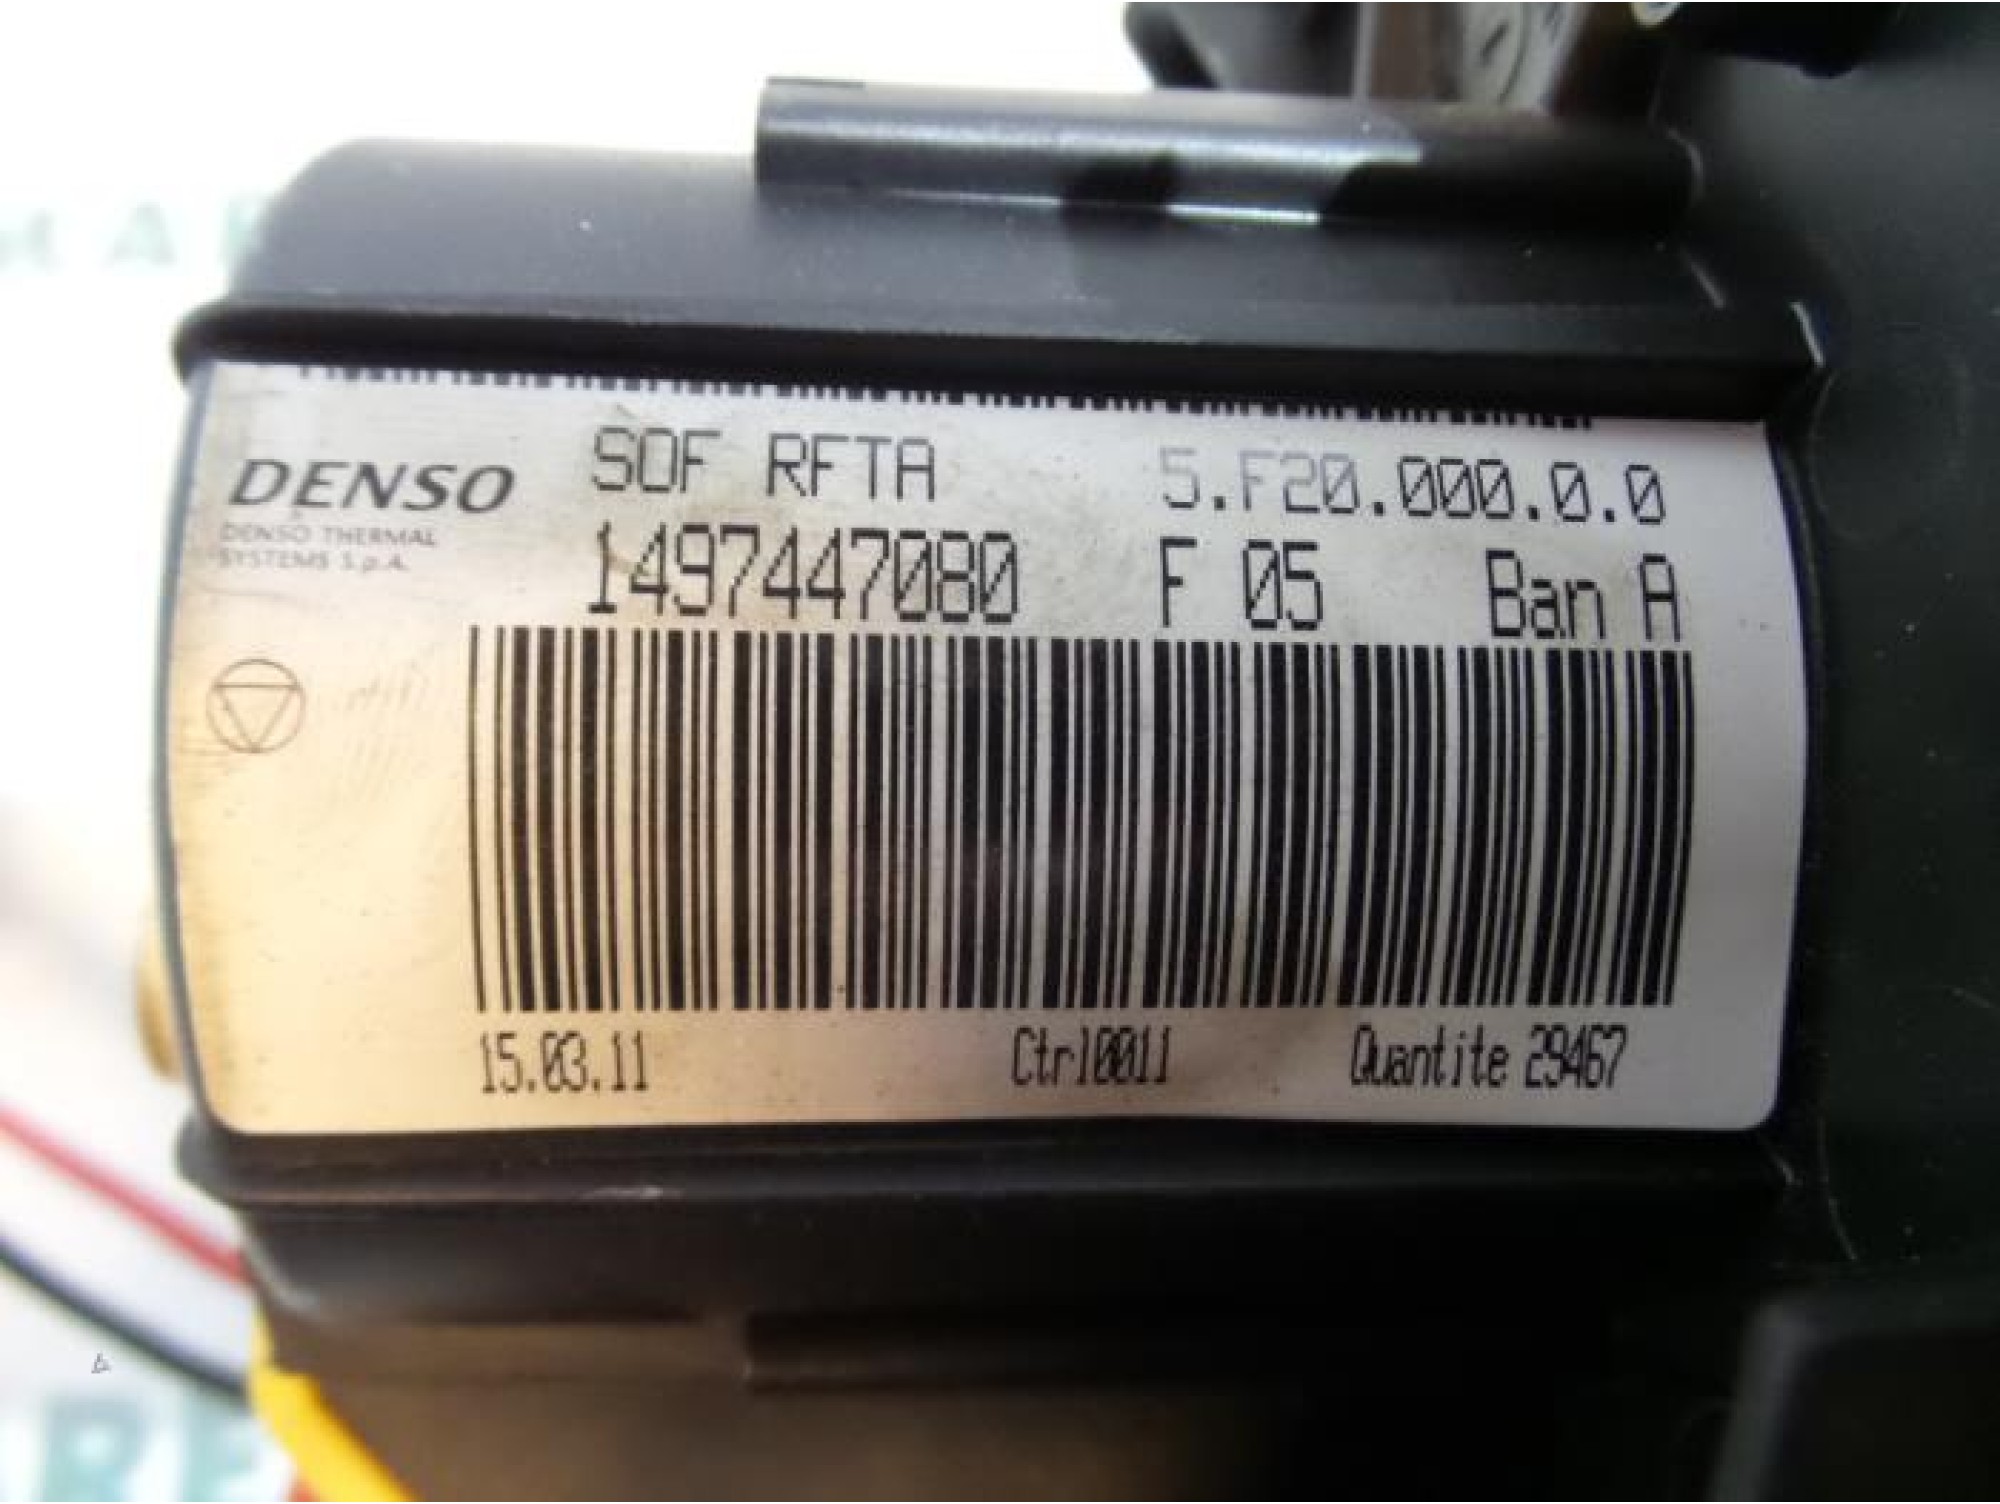 DENSO
DENSO THERMAL
SYSTEMS S.p.A.
SOF RFTA 5.F20.000.0.0
1497447080 F 05 Ban A
15.03.11 Ctrl0011 Quantite 29467